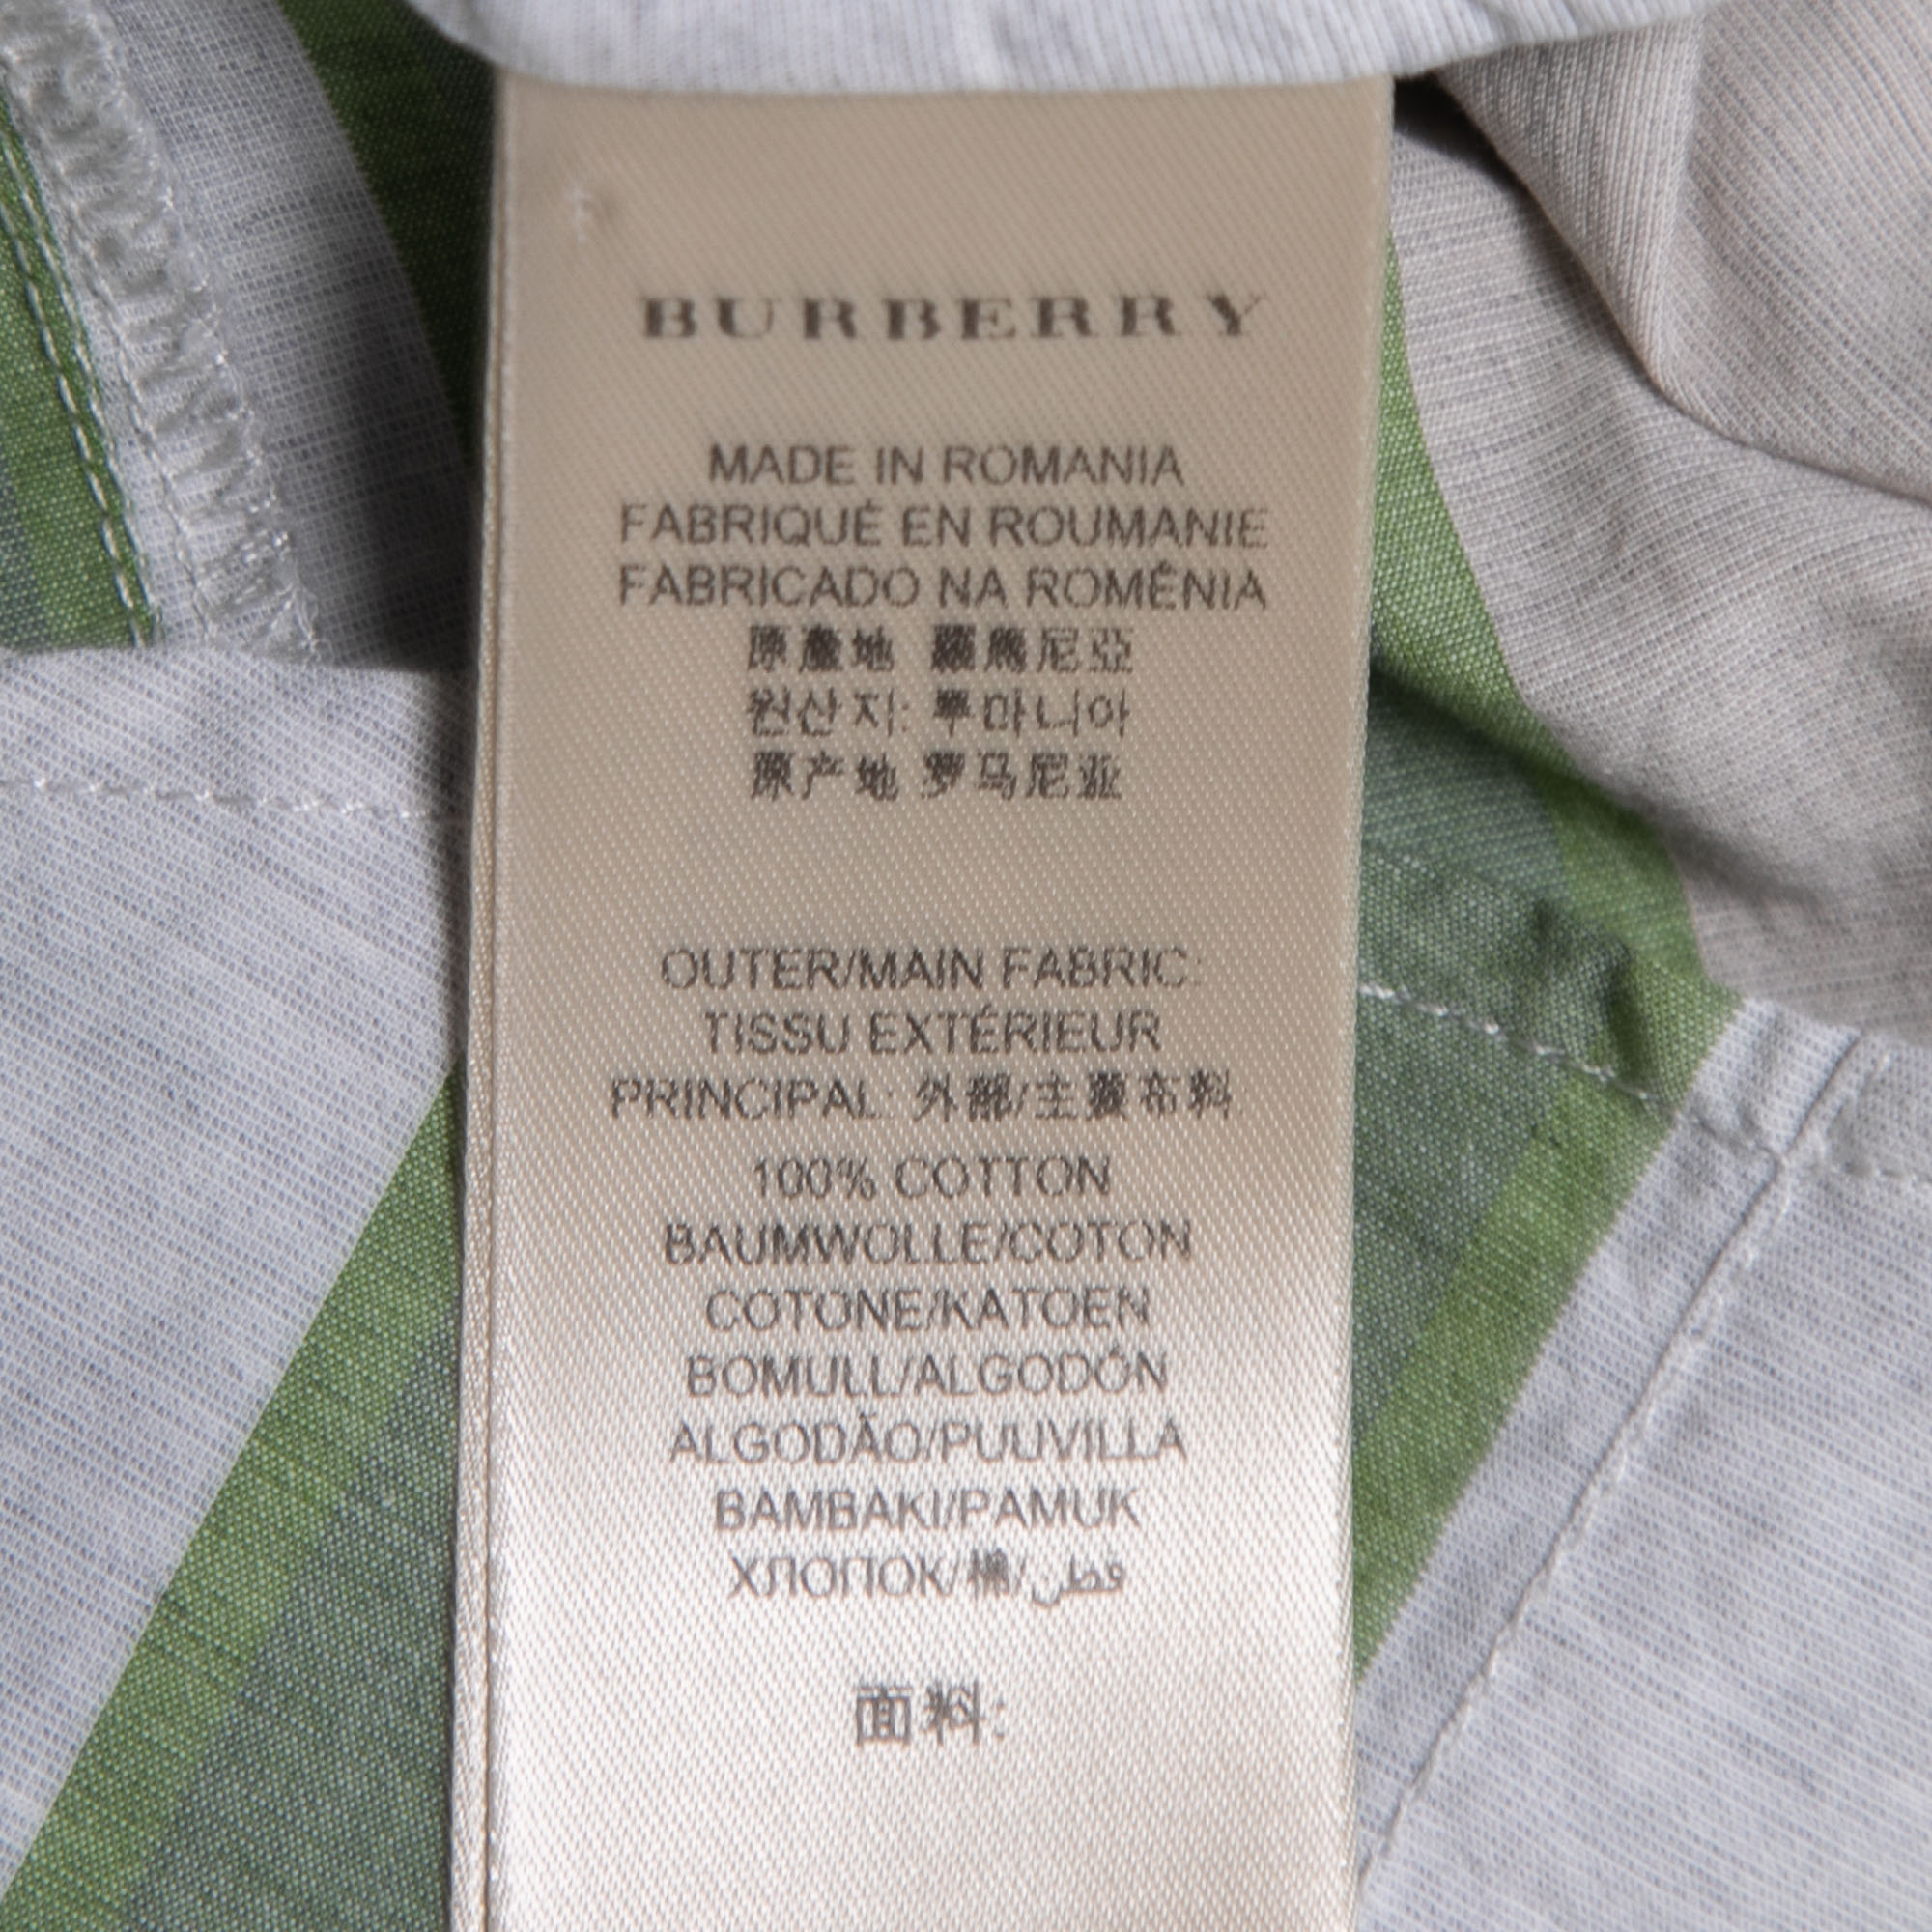 BURBERRY
MADE IN ROMANIA
FABRIQUÉ EN ROUMANIE
FABRICADO NA ROMÉNIA
原產地 羅馬尼亞
원산지: 루마니아
原产地 罗马尼亚
OUTER/MAIN FABRIC:
TISSU EXTÉRIEUR
PRINCIPAL: 外部/主要布料
100% COTTON
BAUMWOLLE/COTON
COTONE/KATOEN
BOMULL/ALGODÓN
ALGODÃO/PUUVILLA
BAMBAKI/PAMUK
ХЛОПОК/棉/قطن
面料: